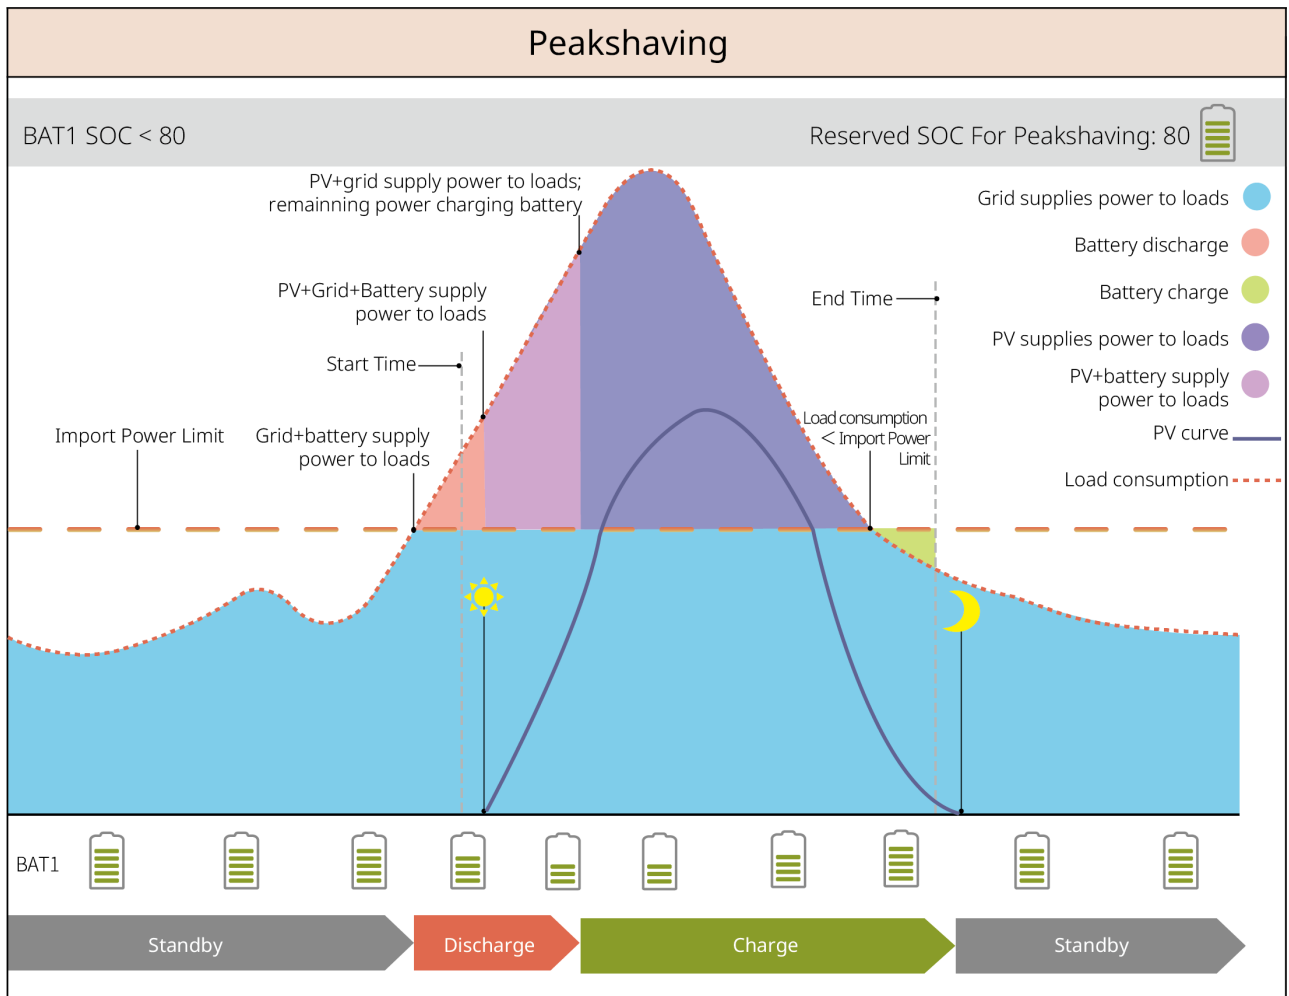 Peakshaving
BAT1 SOC < 80
Reserved SOC For Peakshaving: 80
PV+grid supply power to loads;
remainning power charging battery
PV+Grid+Battery supply
power to loads
Start Time
Import Power Limit
Grid+battery supply
power to loads
End Time
Load consumption
< Import Power
Limit
Grid supplies power to loads
Battery discharge
Battery charge
PV supplies power to loads
PV+battery supply
power to loads
PV curve
Load consumption
BAT1
Standby
Discharge
Charge
Standby